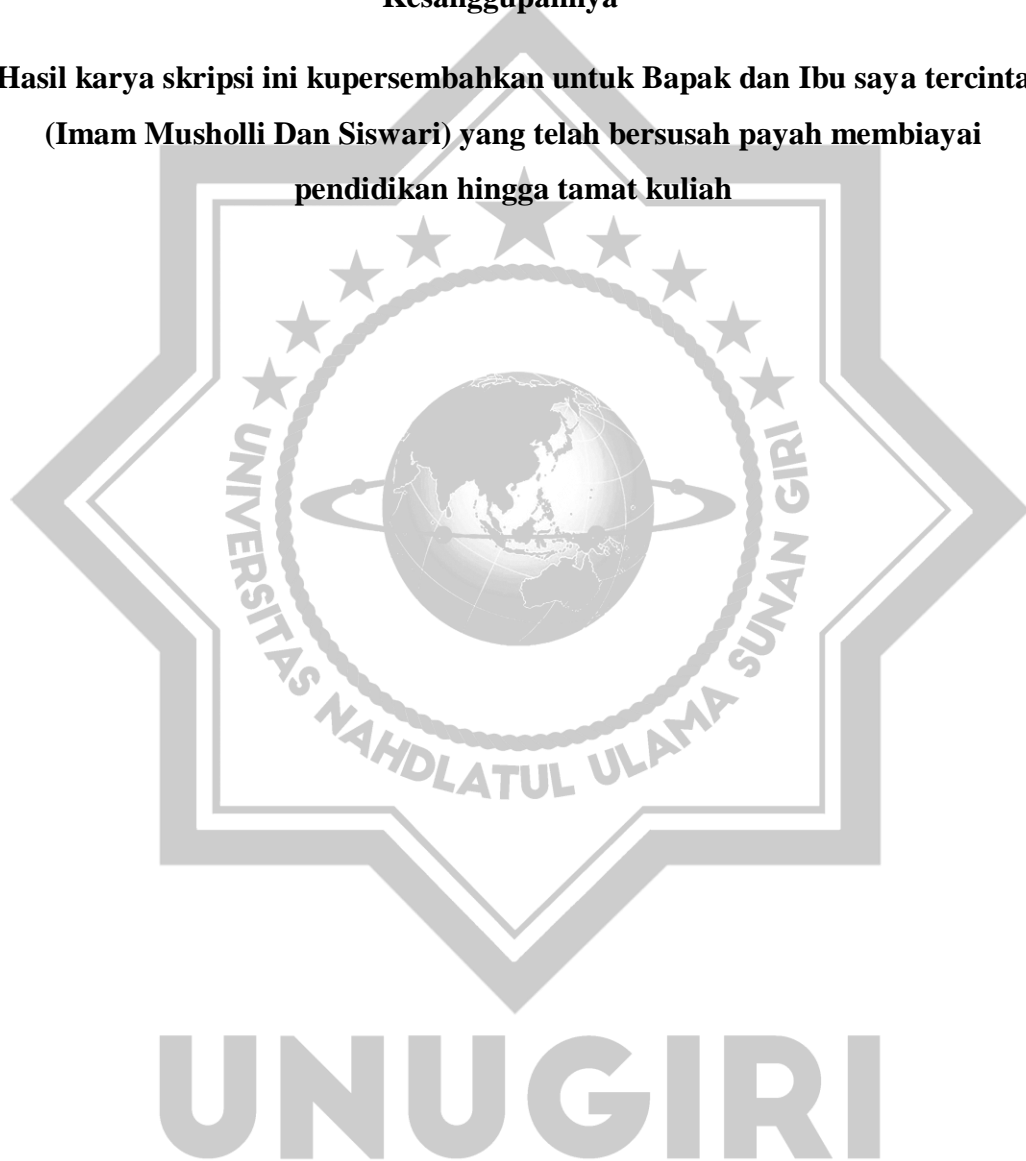 Kesanggupannya”
Hasil karya skripsi ini kupersembahkan untuk Bapak dan Ibu saya tercinta
(Imam Musholli Dan Siswari) yang telah bersusah payah membiayai
pendidikan hingga tamat kuliah
UNIVERSITAS NAHDLATUL ULAMA SUNAN GIRI
UNUGIRI